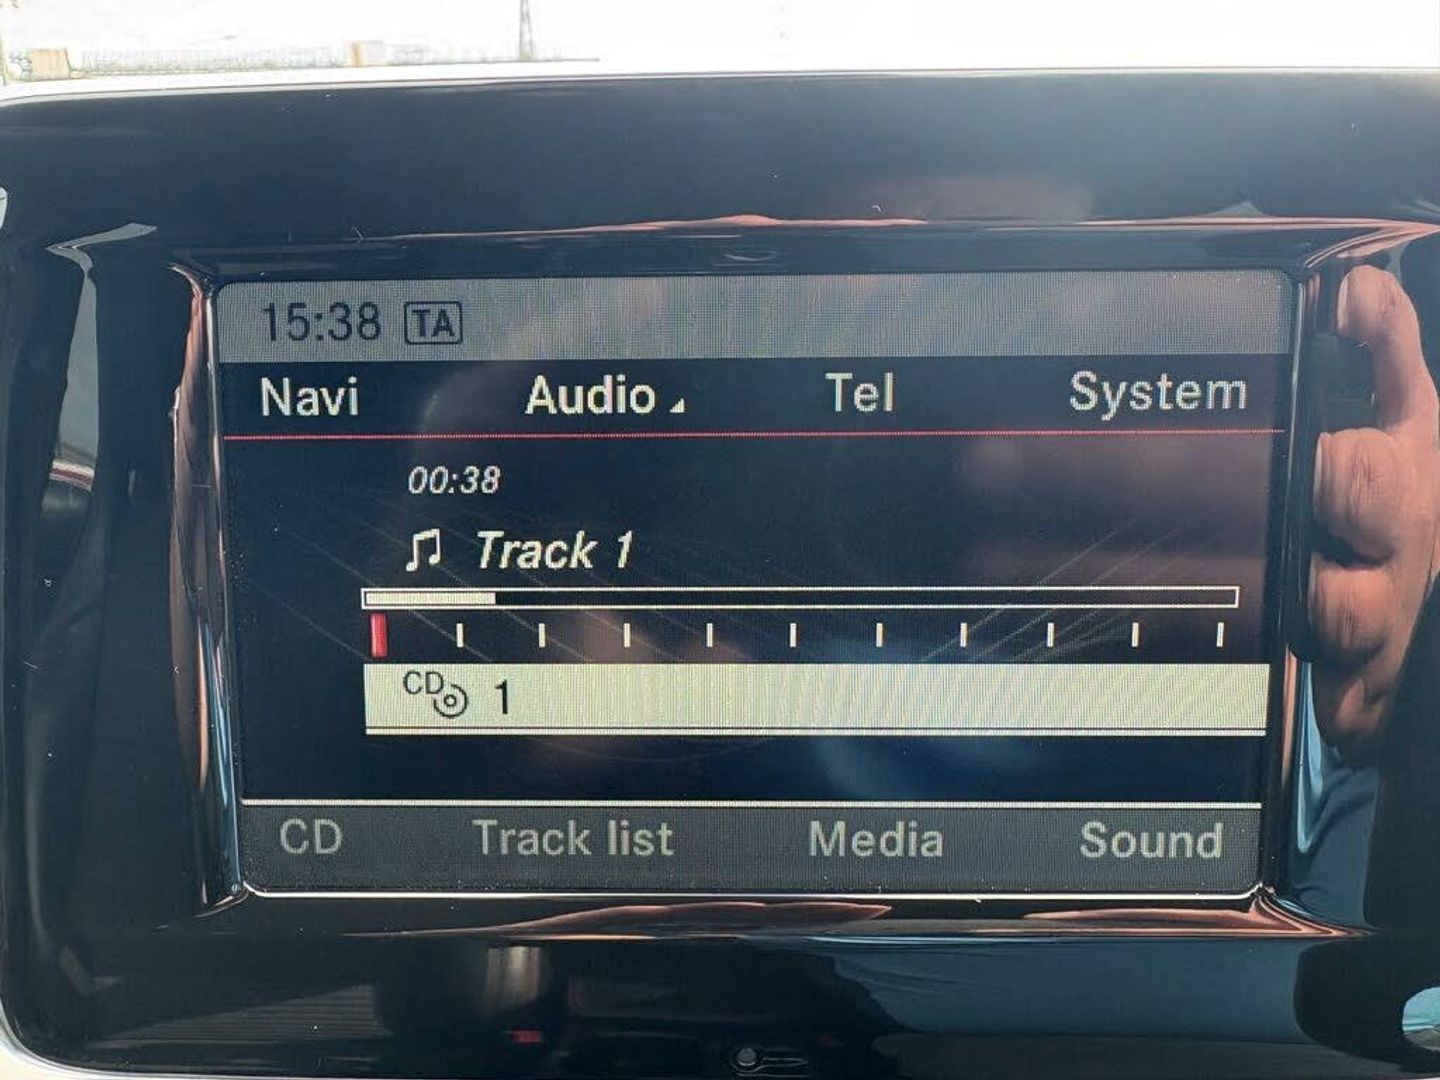 15:38 TA
Navi Audio Tel System
00:38
Track 1
CD 1
CD Track list Media Sound